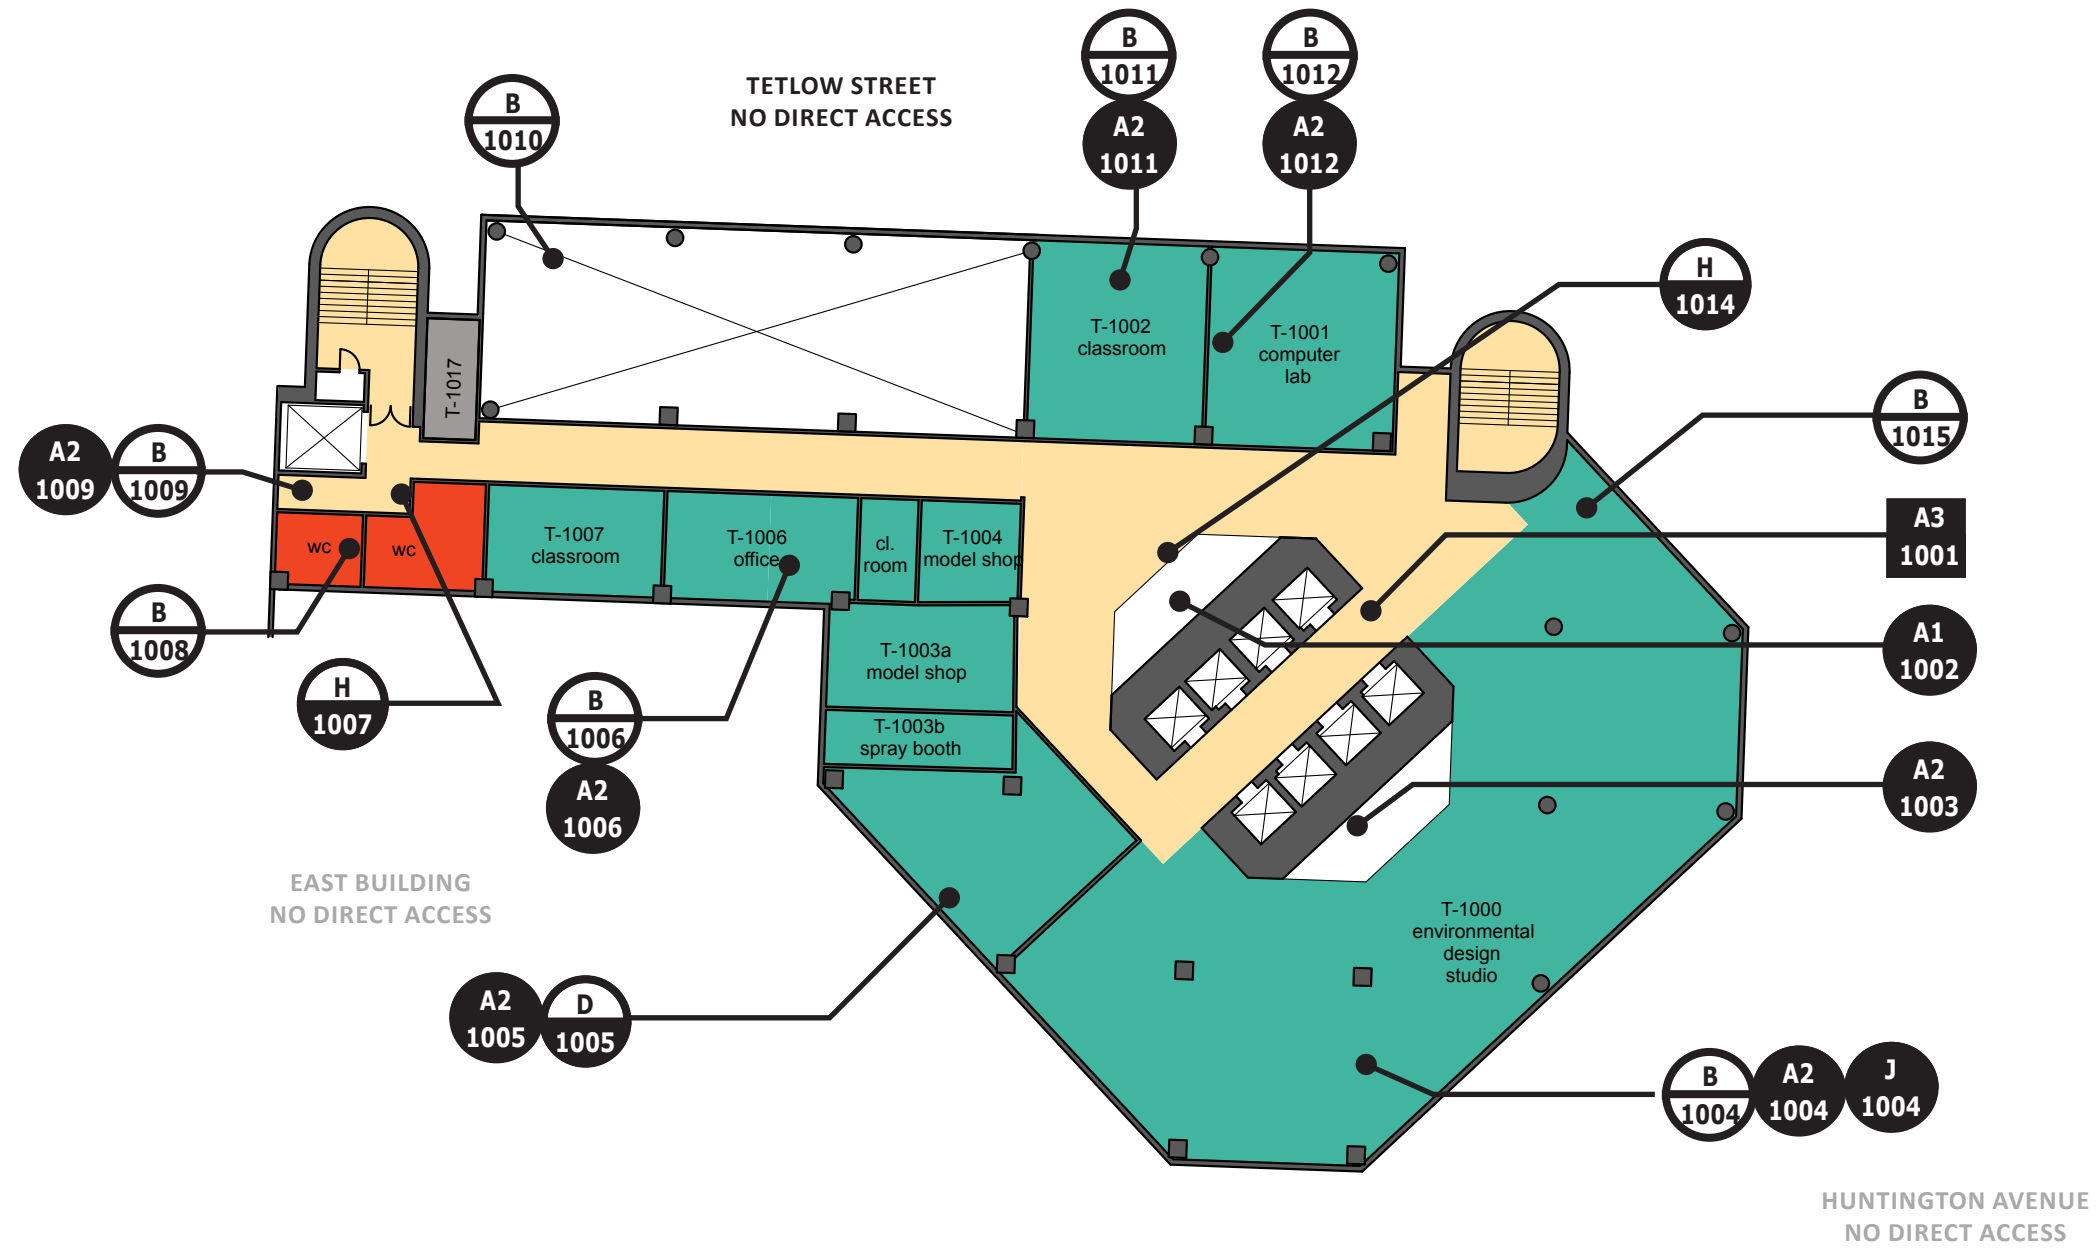 B
1011
B
1012
B
1010
TETLOW STREET
NO DIRECT ACCESS
A2
1011
A2
1012
H
1014
T-1002
classroom
T-1001
computer
lab
T-1017
B
1015
A2
1009
B
1009
A3
1001
T-1007
classroom
T-1006
office
cl.
room
T-1004
model shop
wc
wc
B
1008
A1
1002
T-1003a
model shop
H
1007
B
1006
T-1003b
spray booth
A2
1003
A2
1006
EAST BUILDING
NO DIRECT ACCESS
T-1000
environmental
design
studio
A2
1005
D
1005
B
1004
A2
1004
J
1004
HUNTINGTON AVENUE
NO DIRECT ACCESS